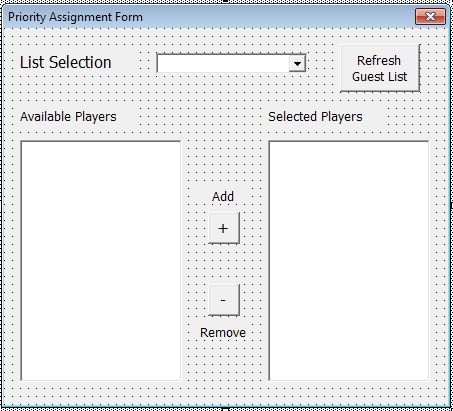 Priority Assignment Form
List Selection
Refresh
Guest List
Available Players
Selected Players
Add
+
-
Remove